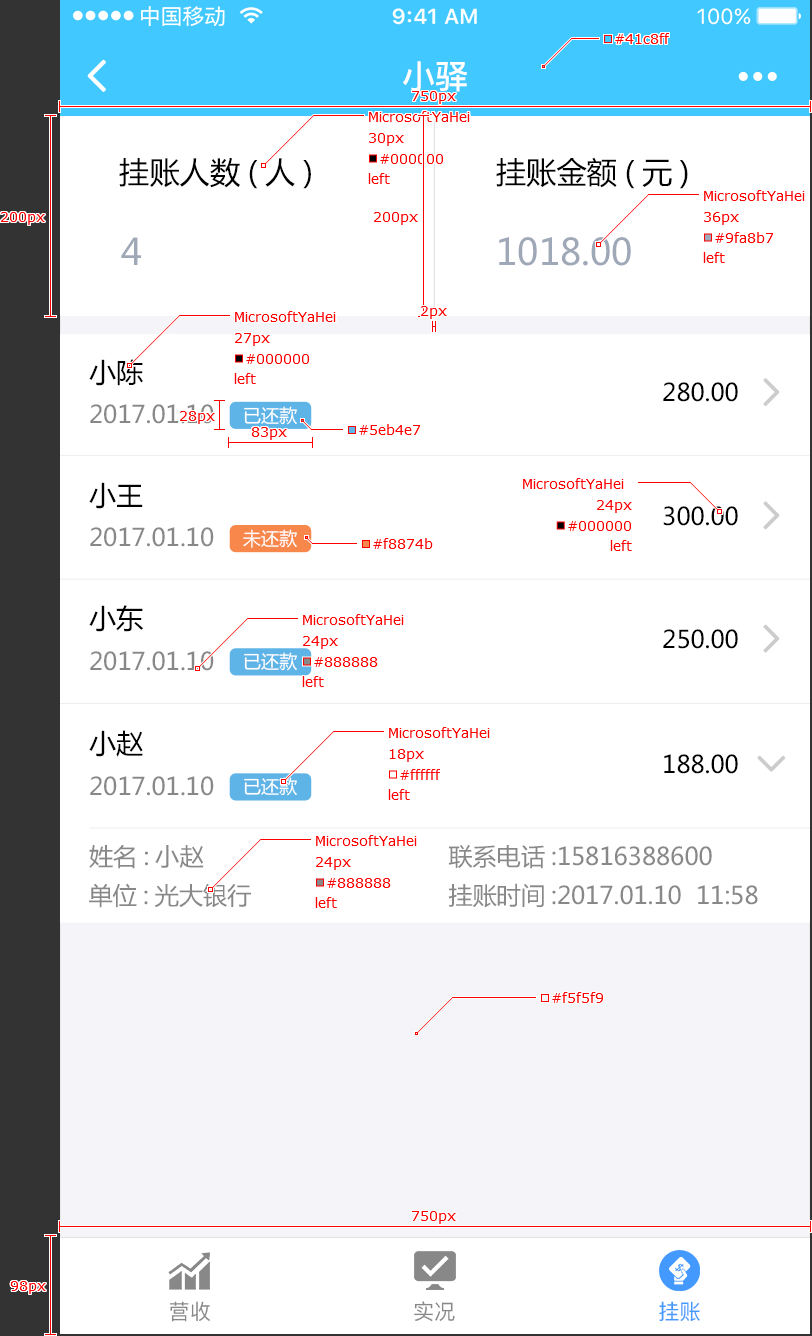 中国移动
9:41 AM
100%
#41c8ff
小驿
750px
MicrosoftYaHei
30px
#000000
left
挂账人数 ( 人 )
挂账金额 ( 元 )
MicrosoftYaHei
36px
#9fa8b7
left
200px
200px
4
1018.00
2px
MicrosoftYaHei
27px
#000000
left
小陈
2017.01.10
28px
已还款
83px
#5eb4e7
280.00
小王
2017.01.10
未还款
#f8874b
MicrosoftYaHei
24px
#000000
left
300.00
小东
2017.01.10
已还款
MicrosoftYaHei
24px
#888888
left
250.00
小赵
2017.01.10
已还款
MicrosoftYaHei
18px
#ffffff
left
188.00
姓名 : 小赵
联系电话 :15816388600
单位 : 光大银行
挂账时间 :2017.01.10 11:58
MicrosoftYaHei
24px
#888888
left
#f5f5f9
750px
98px
营收
实况
挂账